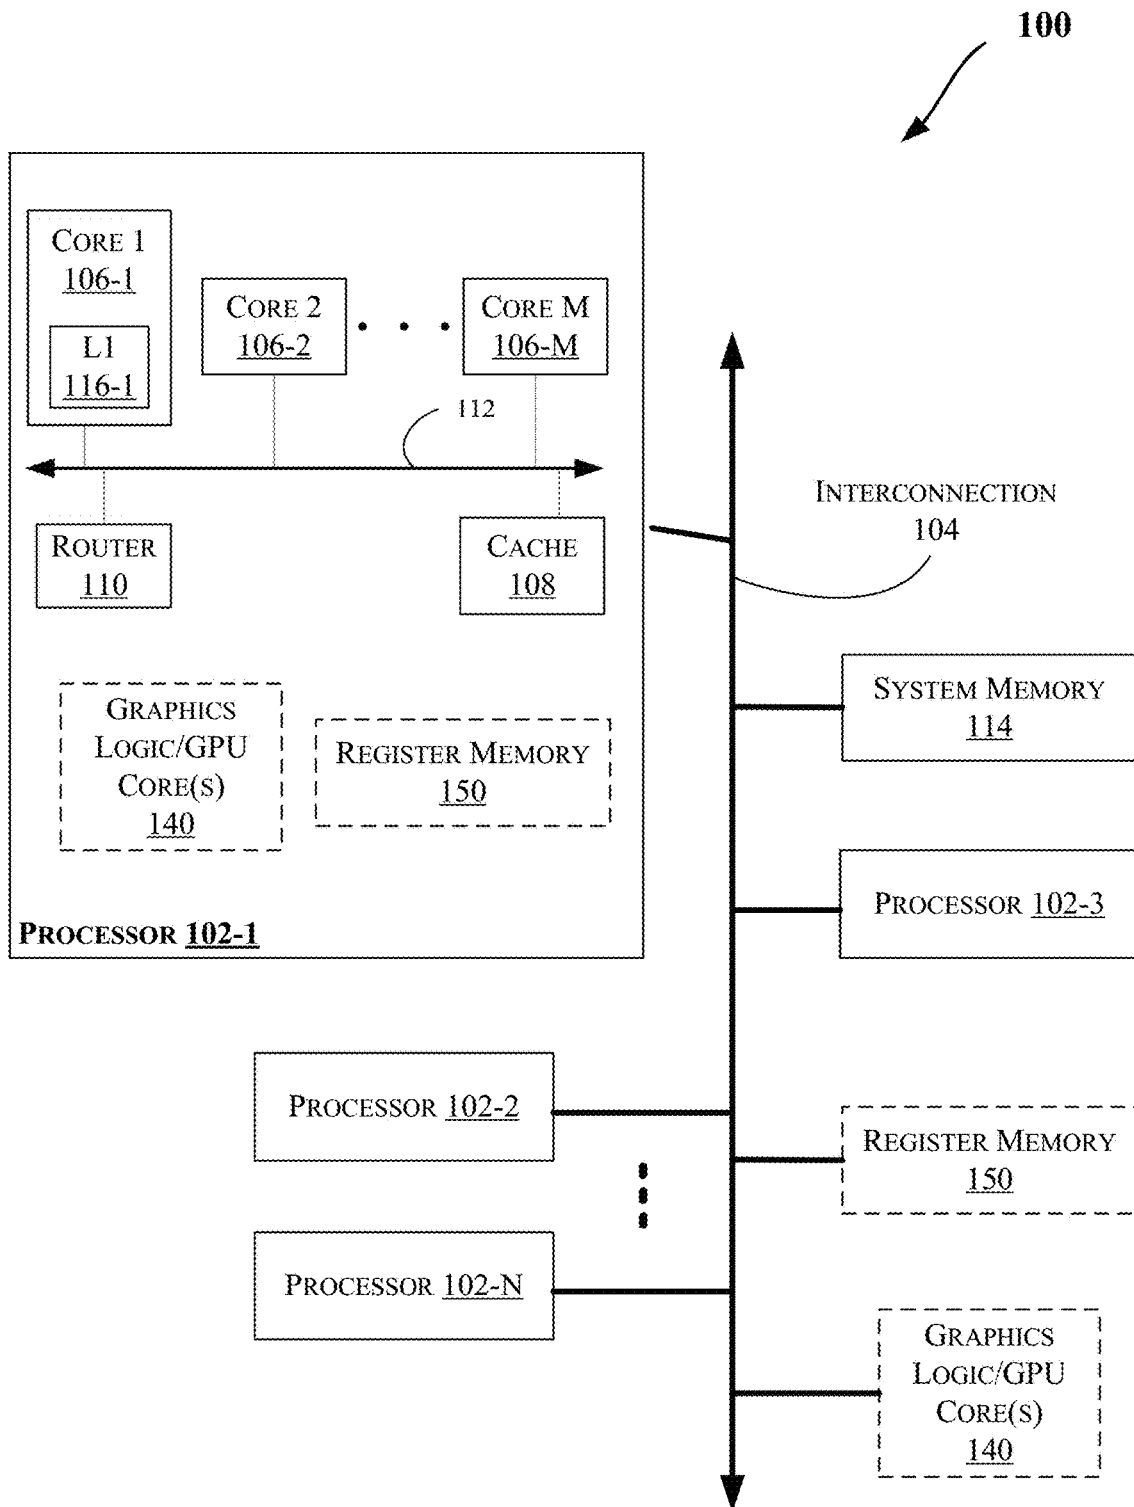 100
CORE 1
106-1
L1
116-1
CORE 2
106-2
CORE M
106-M
112
ROUTER
110
CACHE
108
GRAPHICS
LOGIC/GPU
CORE(S)
140
REGISTER MEMORY
150
PROCESSOR 102-1
INTERCONNECTION
104
SYSTEM MEMORY
114
PROCESSOR 102-3
PROCESSOR 102-2
REGISTER MEMORY
150
PROCESSOR 102-N
GRAPHICS
LOGIC/GPU
CORE(S)
140